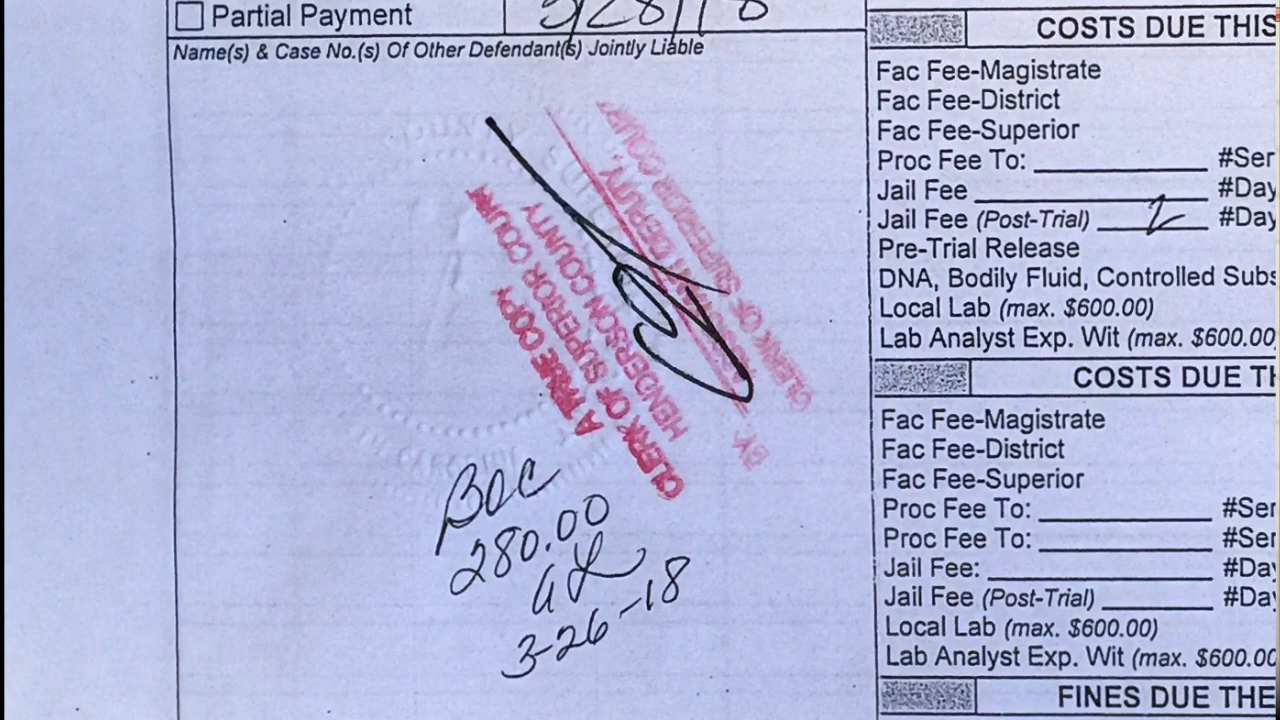 Partial Payment
Name(s) & Case No.(s) Of Other Defendant(s) Jointly Liable
A TRUE COPY
CLERK OF SUPERIOR COURT
HENDERSON COUNTY
BY:
DEPUTY
CLERK OF SUPERIOR COURT
280.00
3-26-18
COSTS DUE THIS
Fac Fee-Magistrate
Fac Fee-District
Fac Fee-Superior
Proc Fee To: #Ser
Jail Fee #Day
Jail Fee (Post-Trial) 2 #Day
Pre-Trial Release
DNA, Bodily Fluid, Controlled Subs
Local Lab (max. $600.00)
Lab Analyst Exp. Wit (max. $600.00
COSTS DUE TH
Fac Fee-Magistrate
Fac Fee-District
Fac Fee-Superior
Proc Fee To: #Ser
Proc Fee To: #Ser
Jail Fee: #Day
Jail Fee (Post-Trial) #Day
Local Lab (max. $600.00)
Lab Analyst Exp. Wit (max. $600.00
FINES DUE THE